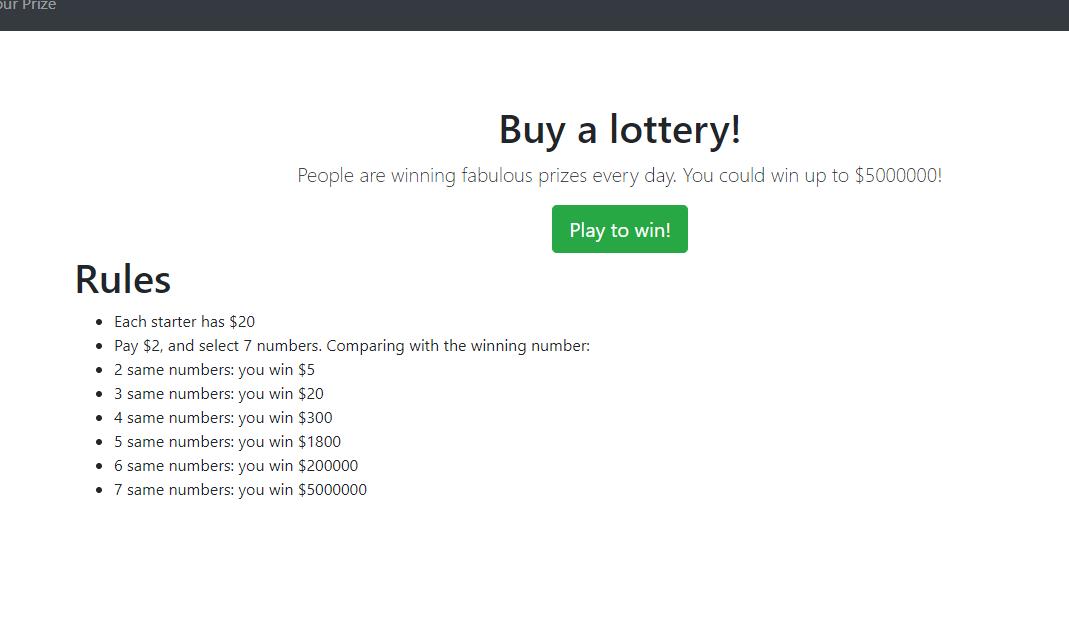 Prize
Buy a lottery!
People are winning fabulous prizes every day. You could win up to $5000000!
Play to win!
Rules
Each starter has $20
Pay $2, and select 7 numbers. Comparing with the winning number:
2 same numbers: you win $5
3 same numbers: you win $20
4 same numbers: you win $300
5 same numbers: you win $1800
6 same numbers: you win $200000
7 same numbers: you win $5000000